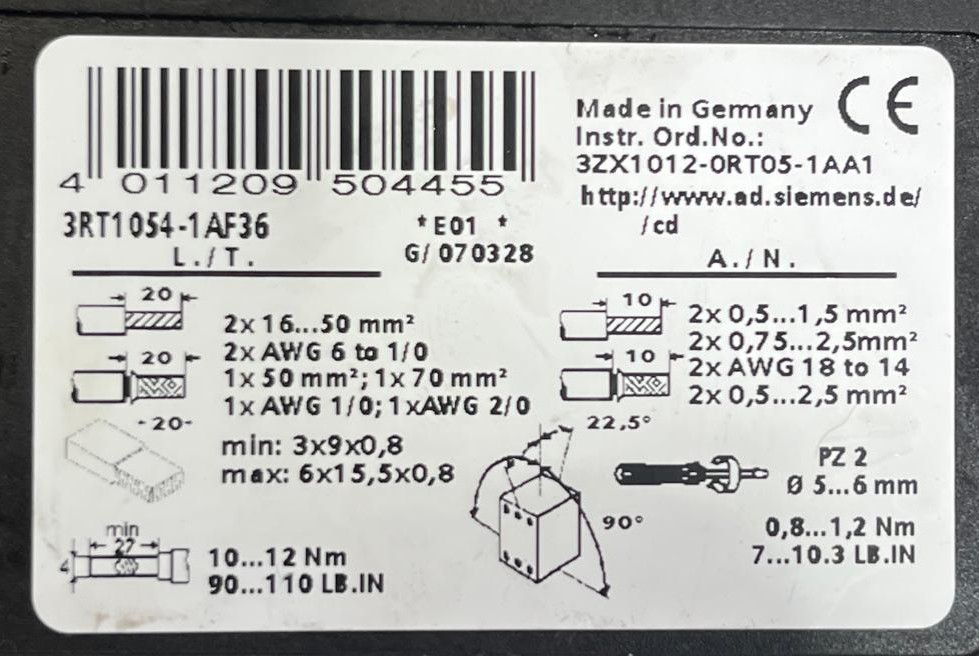 4 011209 504455
3RT1054-1AF36
*E01 *
G/ 070328
Made in Germany
CE
Instr. Ord.No.:
3ZX1012-0RT05-1AA1
http://www.ad.siemens.de/
/cd
L./T.
20
2x 16...50 mm²
2x AWG 6 to 1/0
20
1x 50 mm²; 1x 70 mm²
1x AWG 1/0; 1xAWG 2/0
-20-
min: 3x9x0,8
max: 6x15,5x0,8
min
27
4
10...12 Nm
90...110 LB.IN
A./N.
10
2x 0,5...1,5 mm²
2x 0,75...2,5mm²
10
2x AWG 18 to 14
2x 0,5...2,5 mm²
22,5°
90°
PZ 2
Ø 5...6 mm
0,8...1,2 Nm
7...10.3 LB.IN